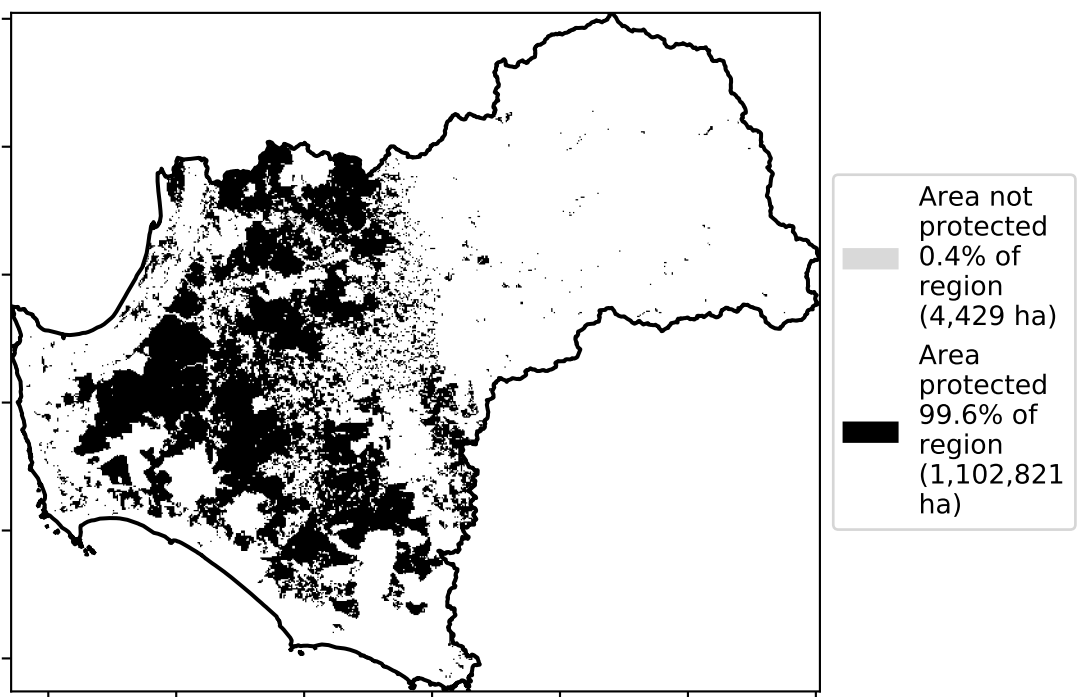 Area not
protected
0.4% of
region
(4,429 ha)
Area
protected
99.6% of
region
(1,102,821
ha)